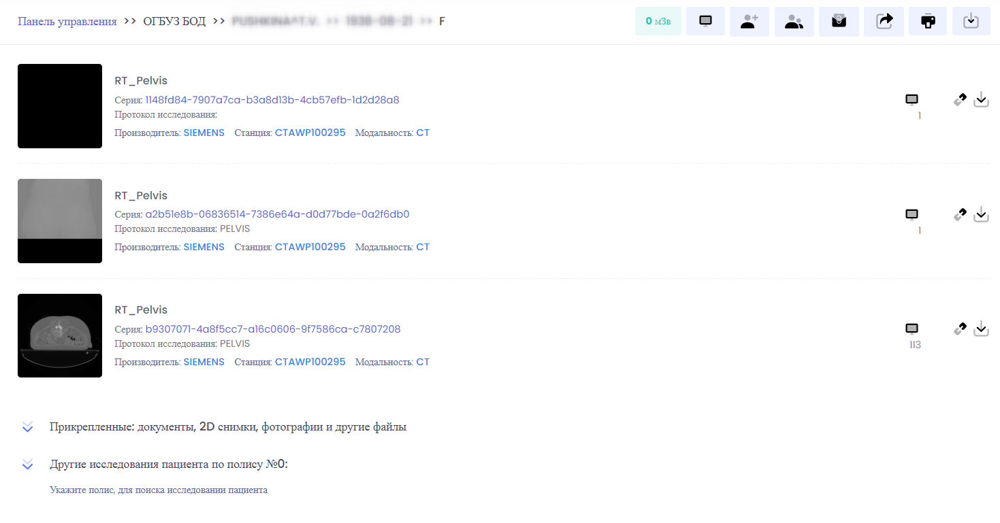 Панель управления >> ОГБУЗ БОД >> >> F
0 мЗв
RT_Pelvis
Серия: 1148fd84-7907a7ca-b3a8d13b-4cb57efb-1d2d28a8
Протокол исследования:
Производитель: SIEMENS Станция: CTAWP100295 Модальность: CT
1
RT_Pelvis
Серия: a2b51e8b-06836514-7386e64a-d0d77bde-0a2f6db0
Протокол исследования: PELVIS
Производитель: SIEMENS Станция: CTAWP100295 Модальность: CT
1
RT_Pelvis
Серия: b9307071-4a8f5cc7-a16c0606-9f7586ca-c7807208
Протокол исследования: PELVIS
Производитель: SIEMENS Станция: CTAWP100295 Модальность: CT
113
Прикрепленные: документы, 2D снимки, фотографии и другие файлы
Другие исследования пациента по полису №0:
Укажите полис, для поиска исследовании пациента